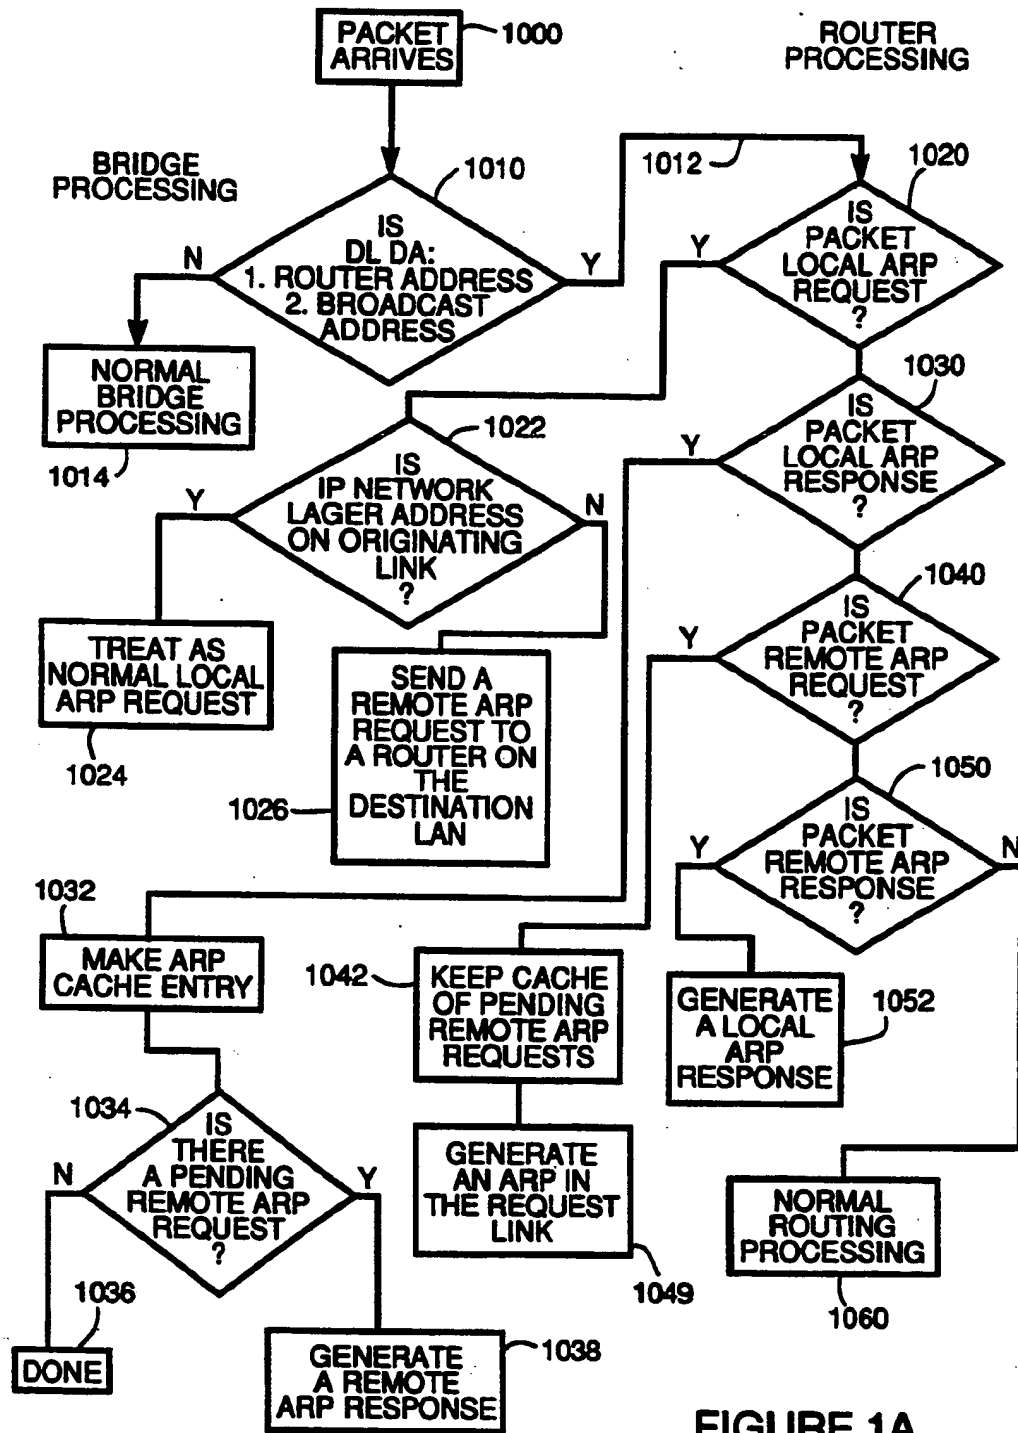 PACKET
ARRIVES
1000
ROUTER
PROCESSING
BRIDGE
PROCESSING
1010
1012
1020
IS
DL DA:
1. ROUTER ADDRESS
2. BROADCAST
ADDRESS
N
Y
IS
PACKET
LOCAL ARP
REQUEST
?
Y
NORMAL
BRIDGE
PROCESSING
1014
1030
IS
PACKET
LOCAL ARP
RESPONSE
?
Y
1022
IS
IP NETWORK
LAGER ADDRESS
ON ORIGINATING
LINK
?
Y
N
1040
IS
PACKET
REMOTE ARP
REQUEST
?
Y
TREAT AS
NORMAL LOCAL
ARP REQUEST
1024
SEND A
REMOTE ARP
REQUEST TO
A ROUTER ON
THE
DESTINATION
LAN
1026
1050
IS
PACKET
REMOTE ARP
RESPONSE
?
Y
N
1032
MAKE ARP
CACHE ENTRY
1042
KEEP CACHE
OF PENDING
REMOTE ARP
REQUESTS
GENERATE
A LOCAL
ARP
RESPONSE
1052
1034
IS
THERE
A PENDING
REMOTE ARP
REQUEST
?
N
Y
GENERATE
AN ARP IN
THE REQUEST
LINK
1049
NORMAL
ROUTING
PROCESSING
1060
1036
DONE
GENERATE
A REMOTE
ARP RESPONSE
1038
FIGURE 1A